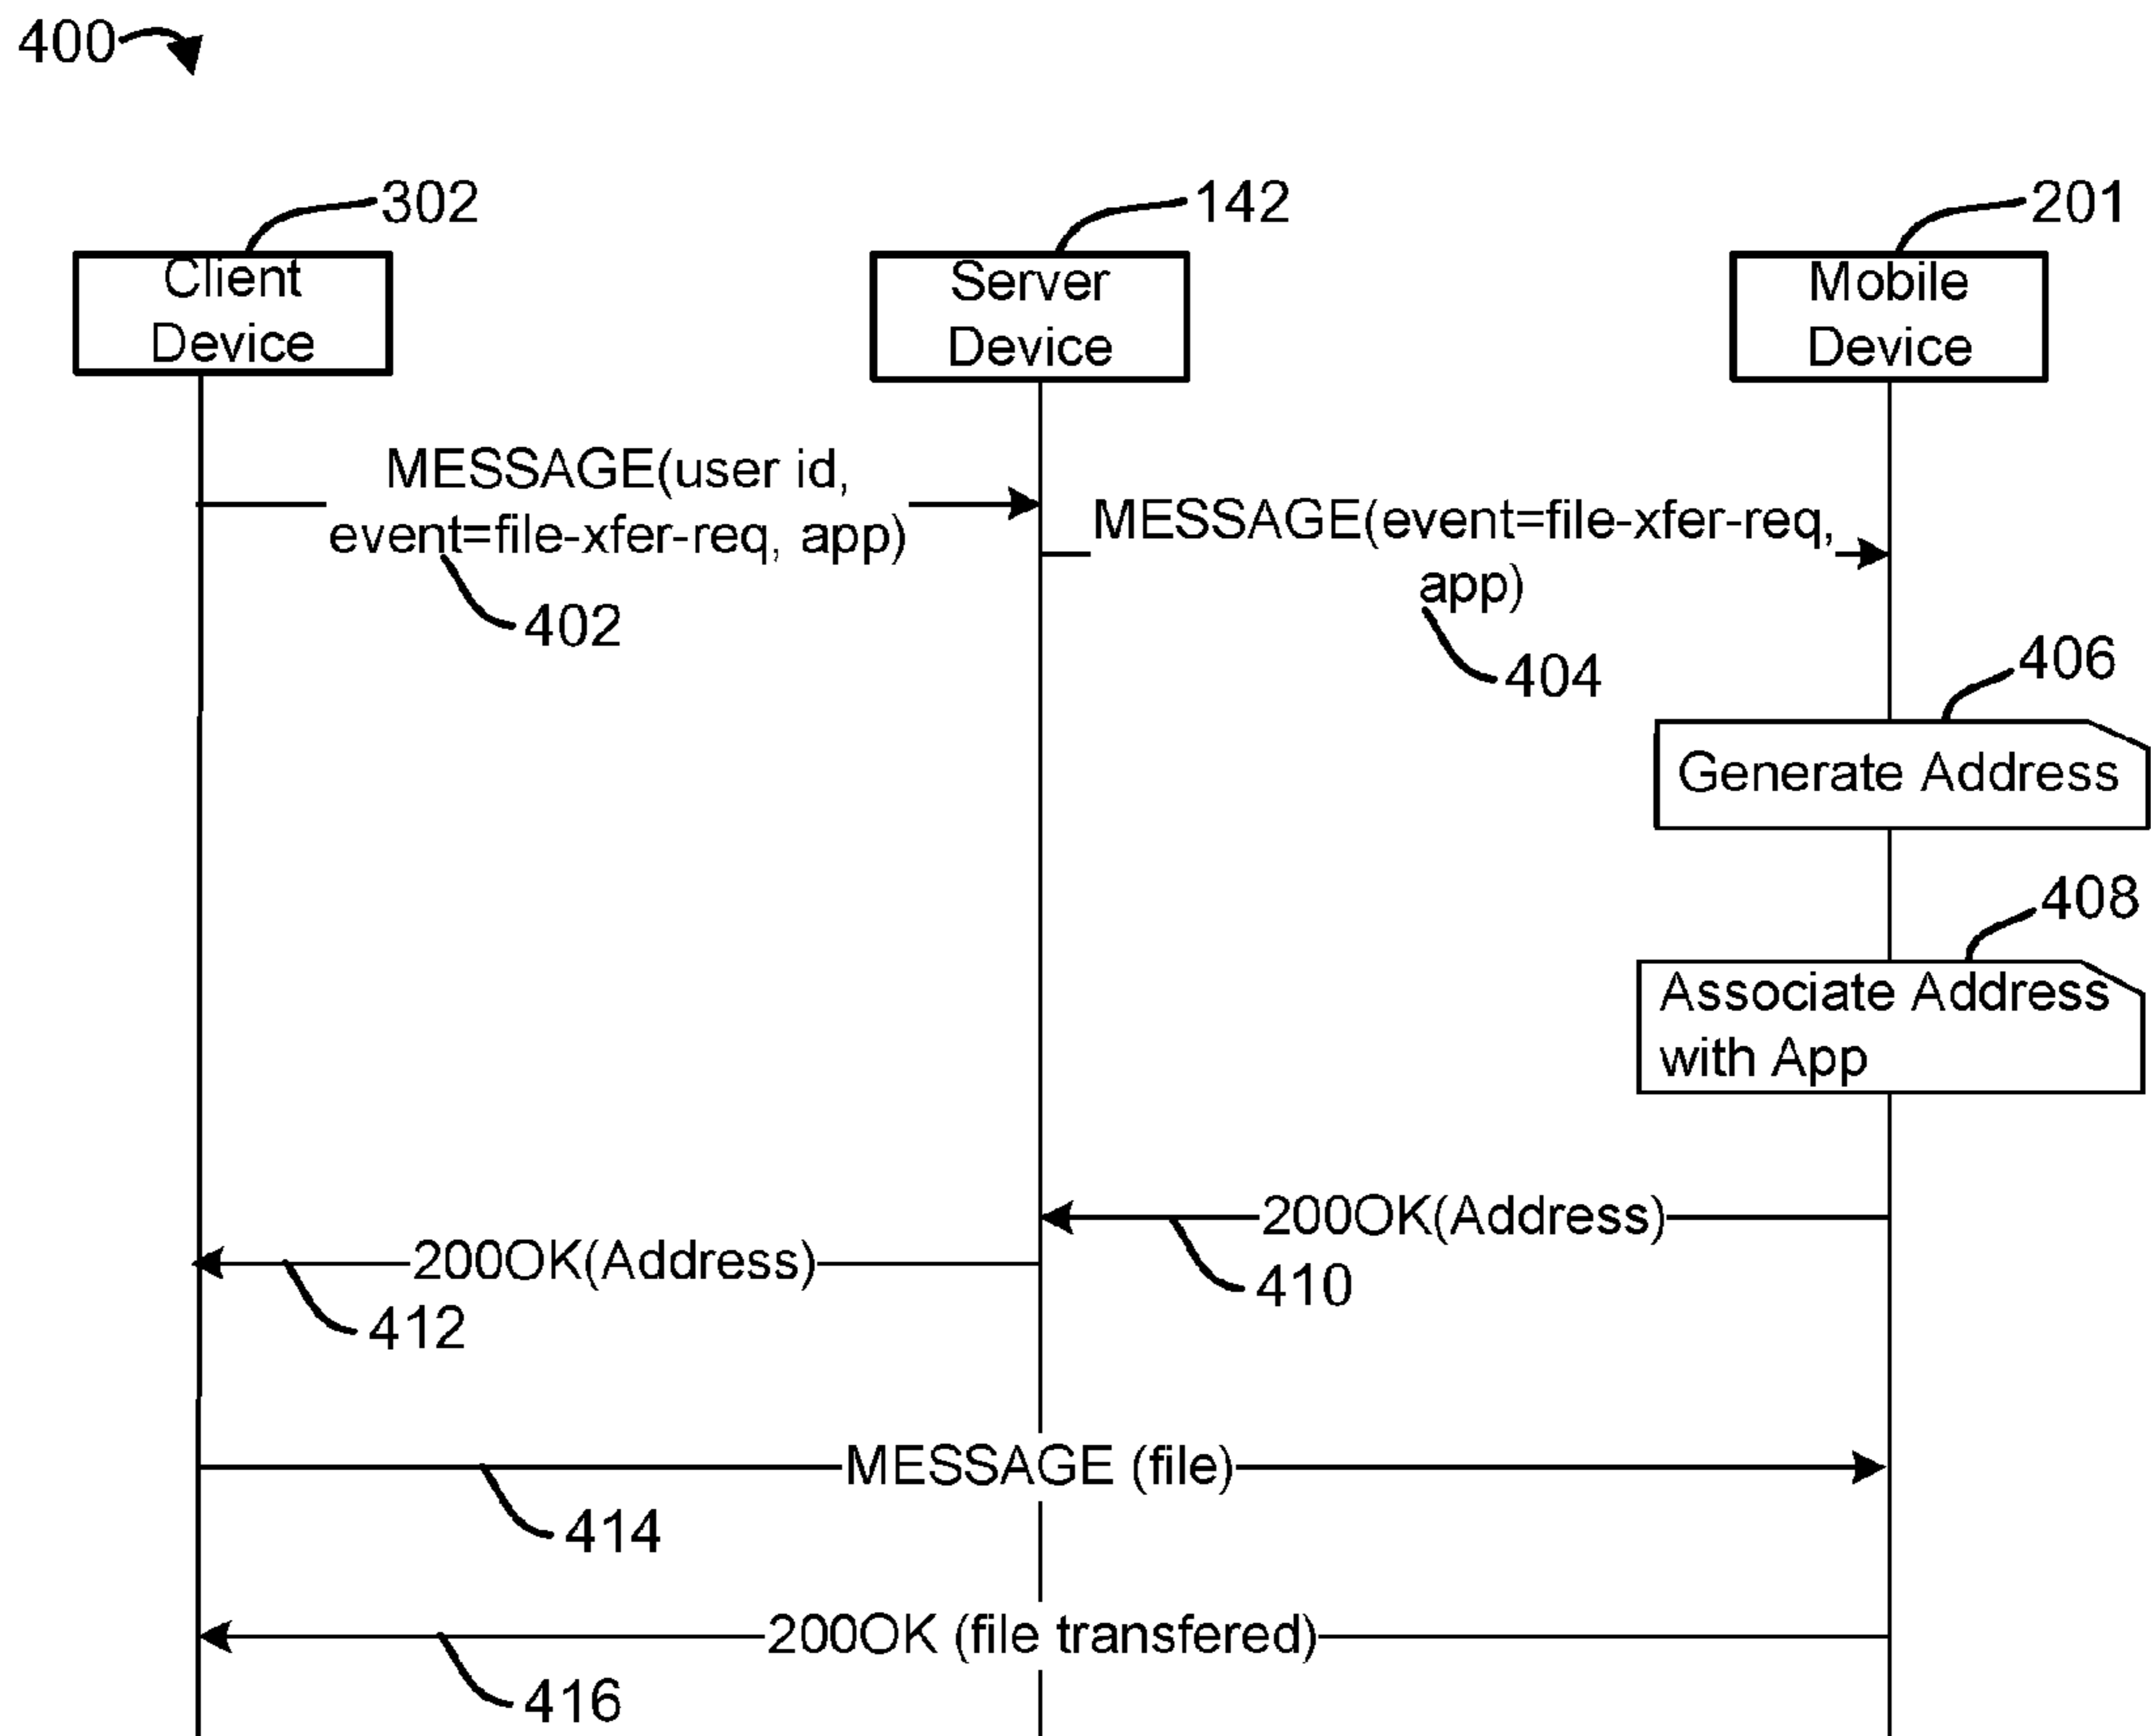 400
302
142
201
Client
Device
Server
Device
Mobile
Device
MESSAGE(user id,
event=file-xfer-req, app)
402
MESSAGE(event=file-xfer-req,
app)
404
406
Generate Address
408
Associate Address
with App
200OK(Address)
410
200OK(Address)
412
MESSAGE (file)
414
200OK (file transfered)
416